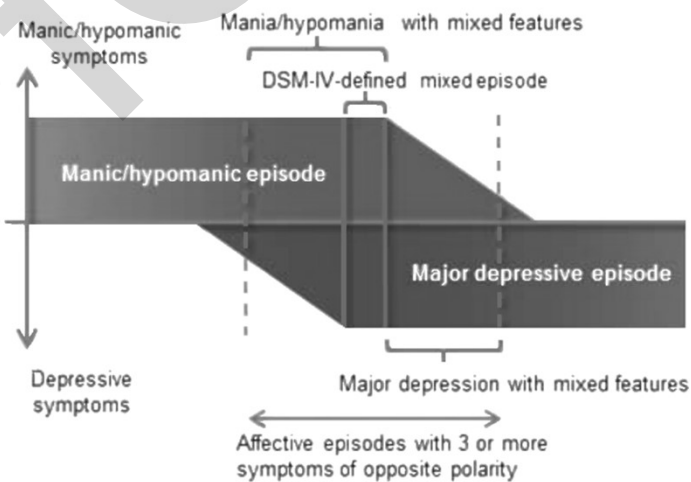 Manic/hypomanic
symptoms
Mania/hypomania with mixed features
DSM-IV-defined mixed episode
Manic/hypomanic episode
Major depressive episode
Depressive
symptoms
Major depression with mixed features
Affective episodes with 3 or more
symptoms of opposite polarity